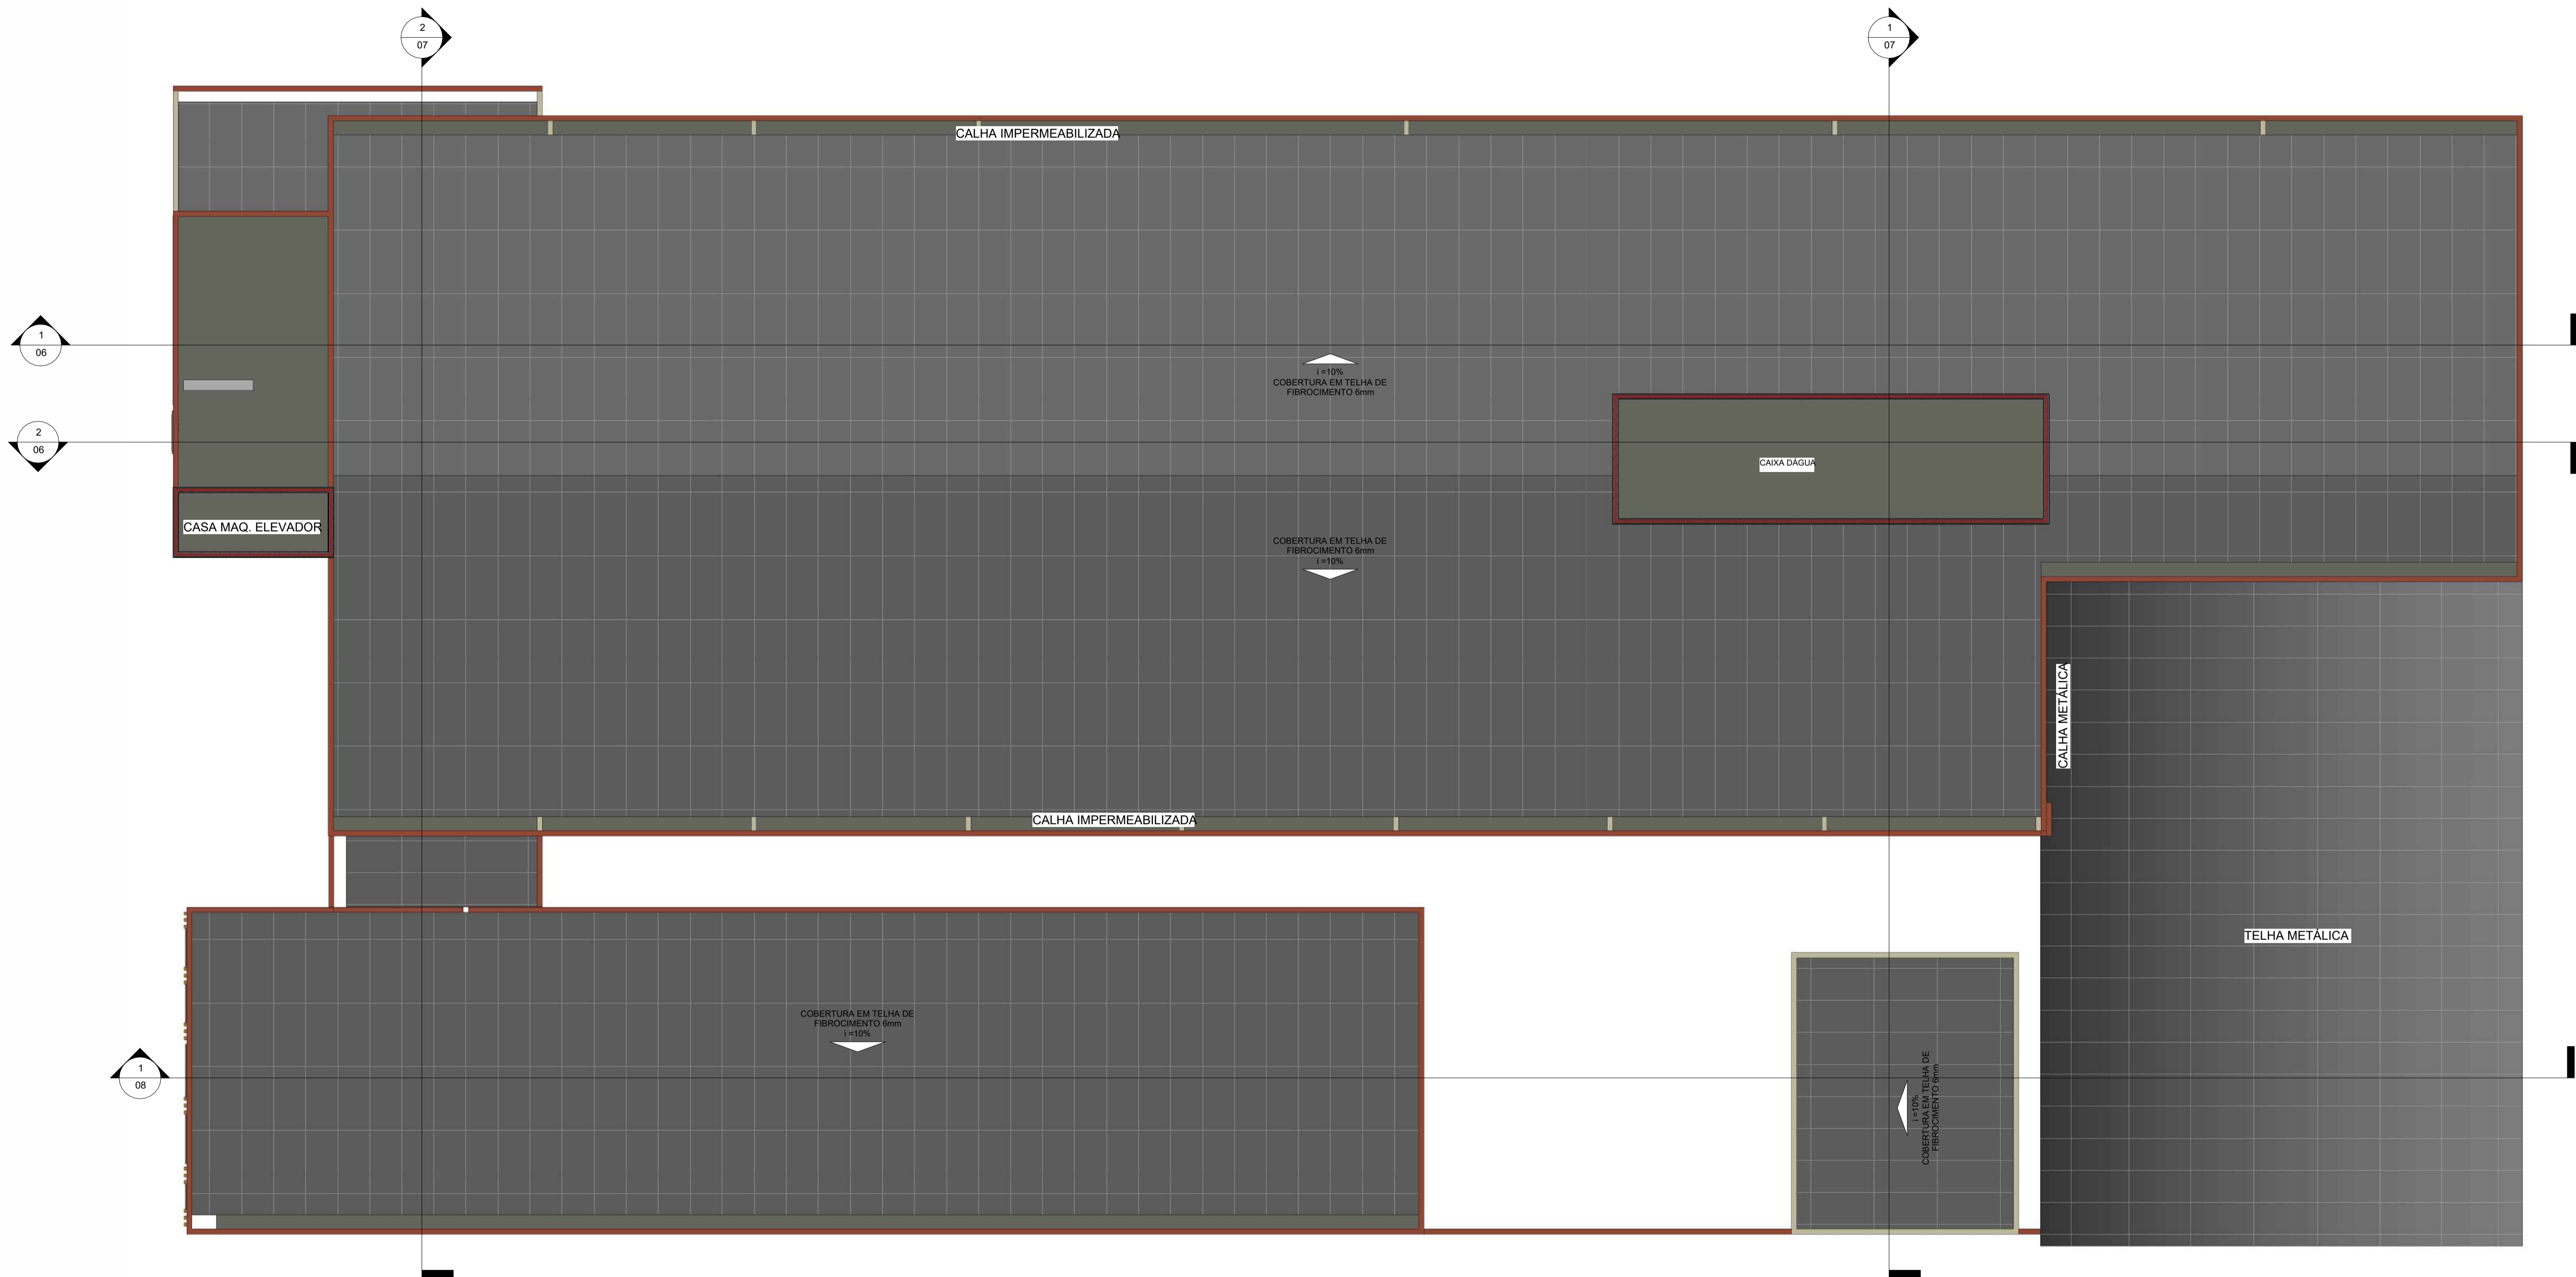 2
07
1
07
CALHA IMPERMEABILIZADA
1
06
i =10%
COBERTURA EM TELHA DE
FIBROCIMENTO 6mm
2
06
CAIXA DÁGUA
CASA MAQ. ELEVADOR
COBERTURA EM TELHA DE
FIBROCIMENTO 6mm
i =10%
CALHA METÁLICA
CALHA IMPERMEABILIZADA
TELHA METÁLICA
COBERTURA EM TELHA DE
FIBROCIMENTO 6mm
i =10%
1
08
i =10%
COBERTURA EM TELHA DE
FIBROCIMENTO 6mm